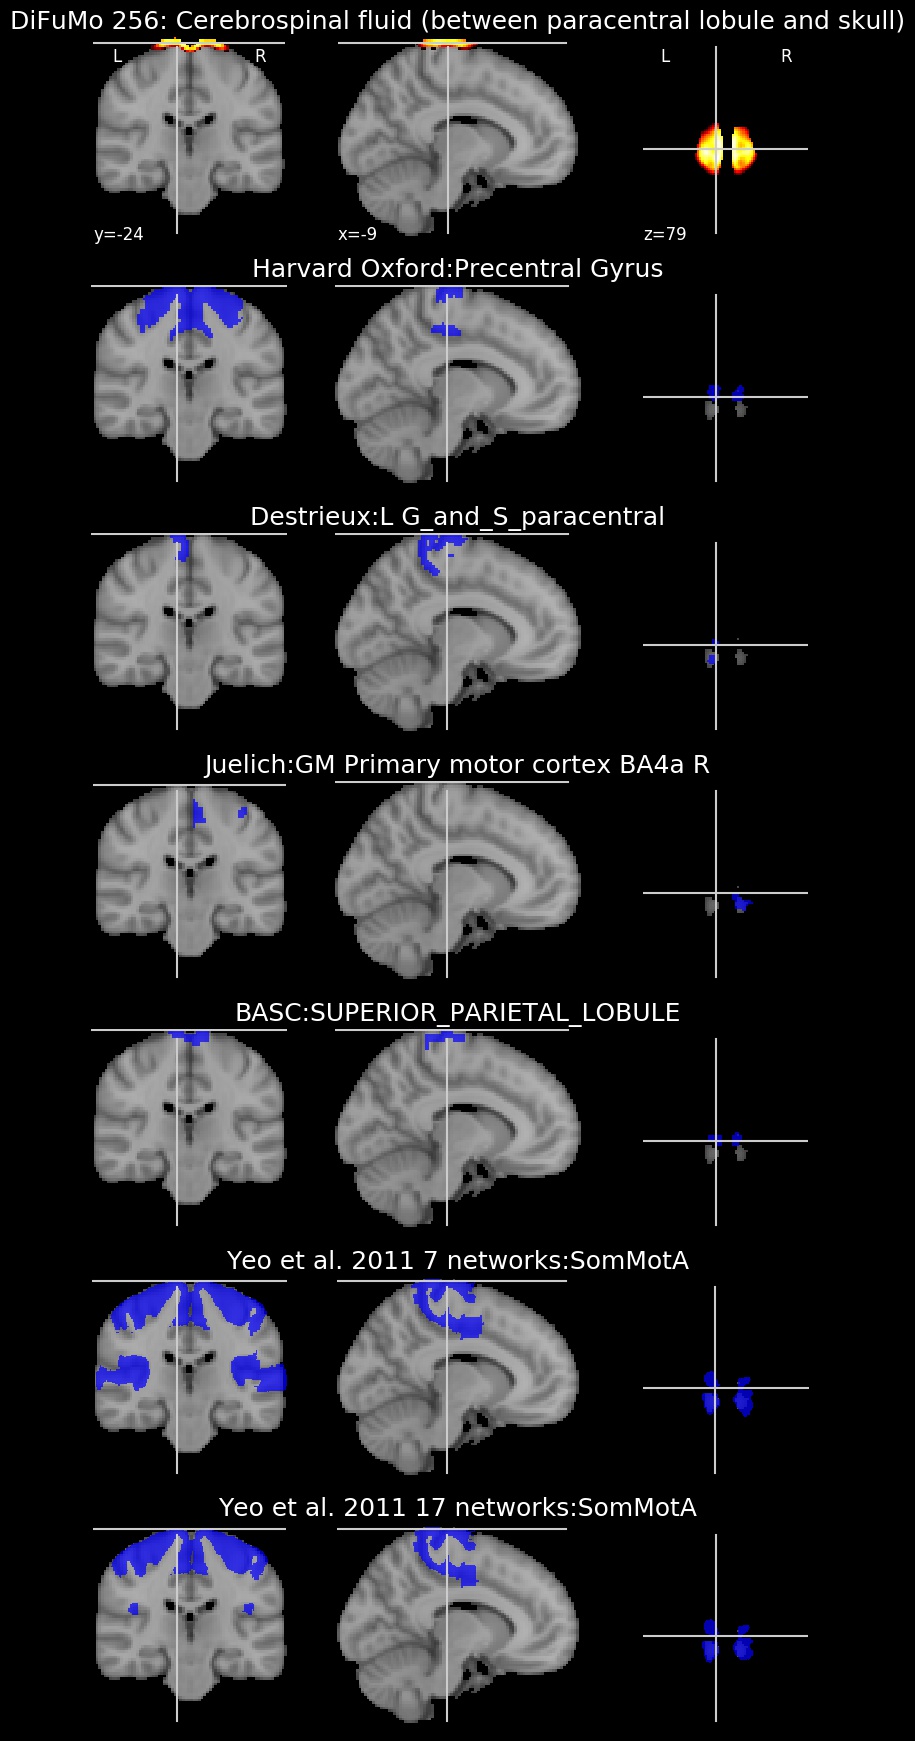 DiFuMo 256: Cerebrospinal fluid (between paracentral lobule and skull)
L R L R
y=-24 x=-9 z=79
Harvard Oxford:Precentral Gyrus
Destrieux:L G_and_S_paracentral
Juelich:GM Primary motor cortex BA4a R
BASC:SUPERIOR_PARIETAL_LOBULE
Yeo et al. 2011 7 networks:SomMotA
Yeo et al. 2011 17 networks:SomMotA